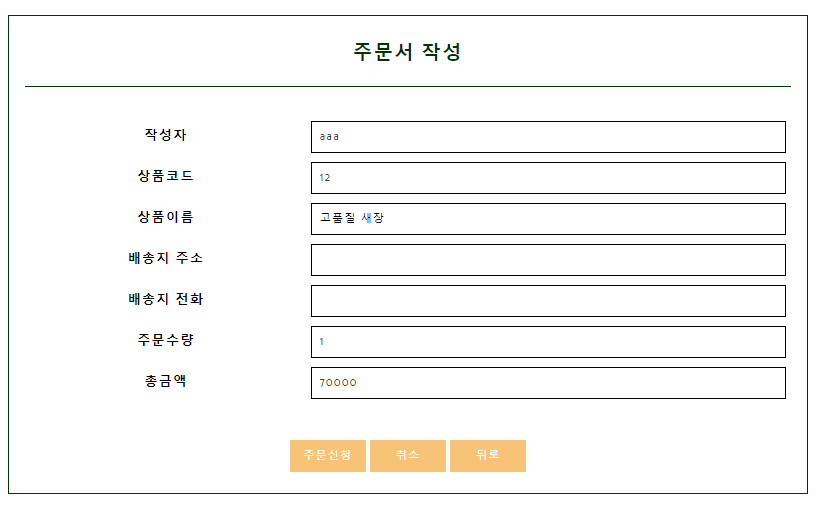 주문서 작성
작성자 aaa
상품코드 12
상품이름 고품질 새장
배송지 주소
배송지 전화
주문수량 1
총금액 70000
주문신청 취소 뒤로